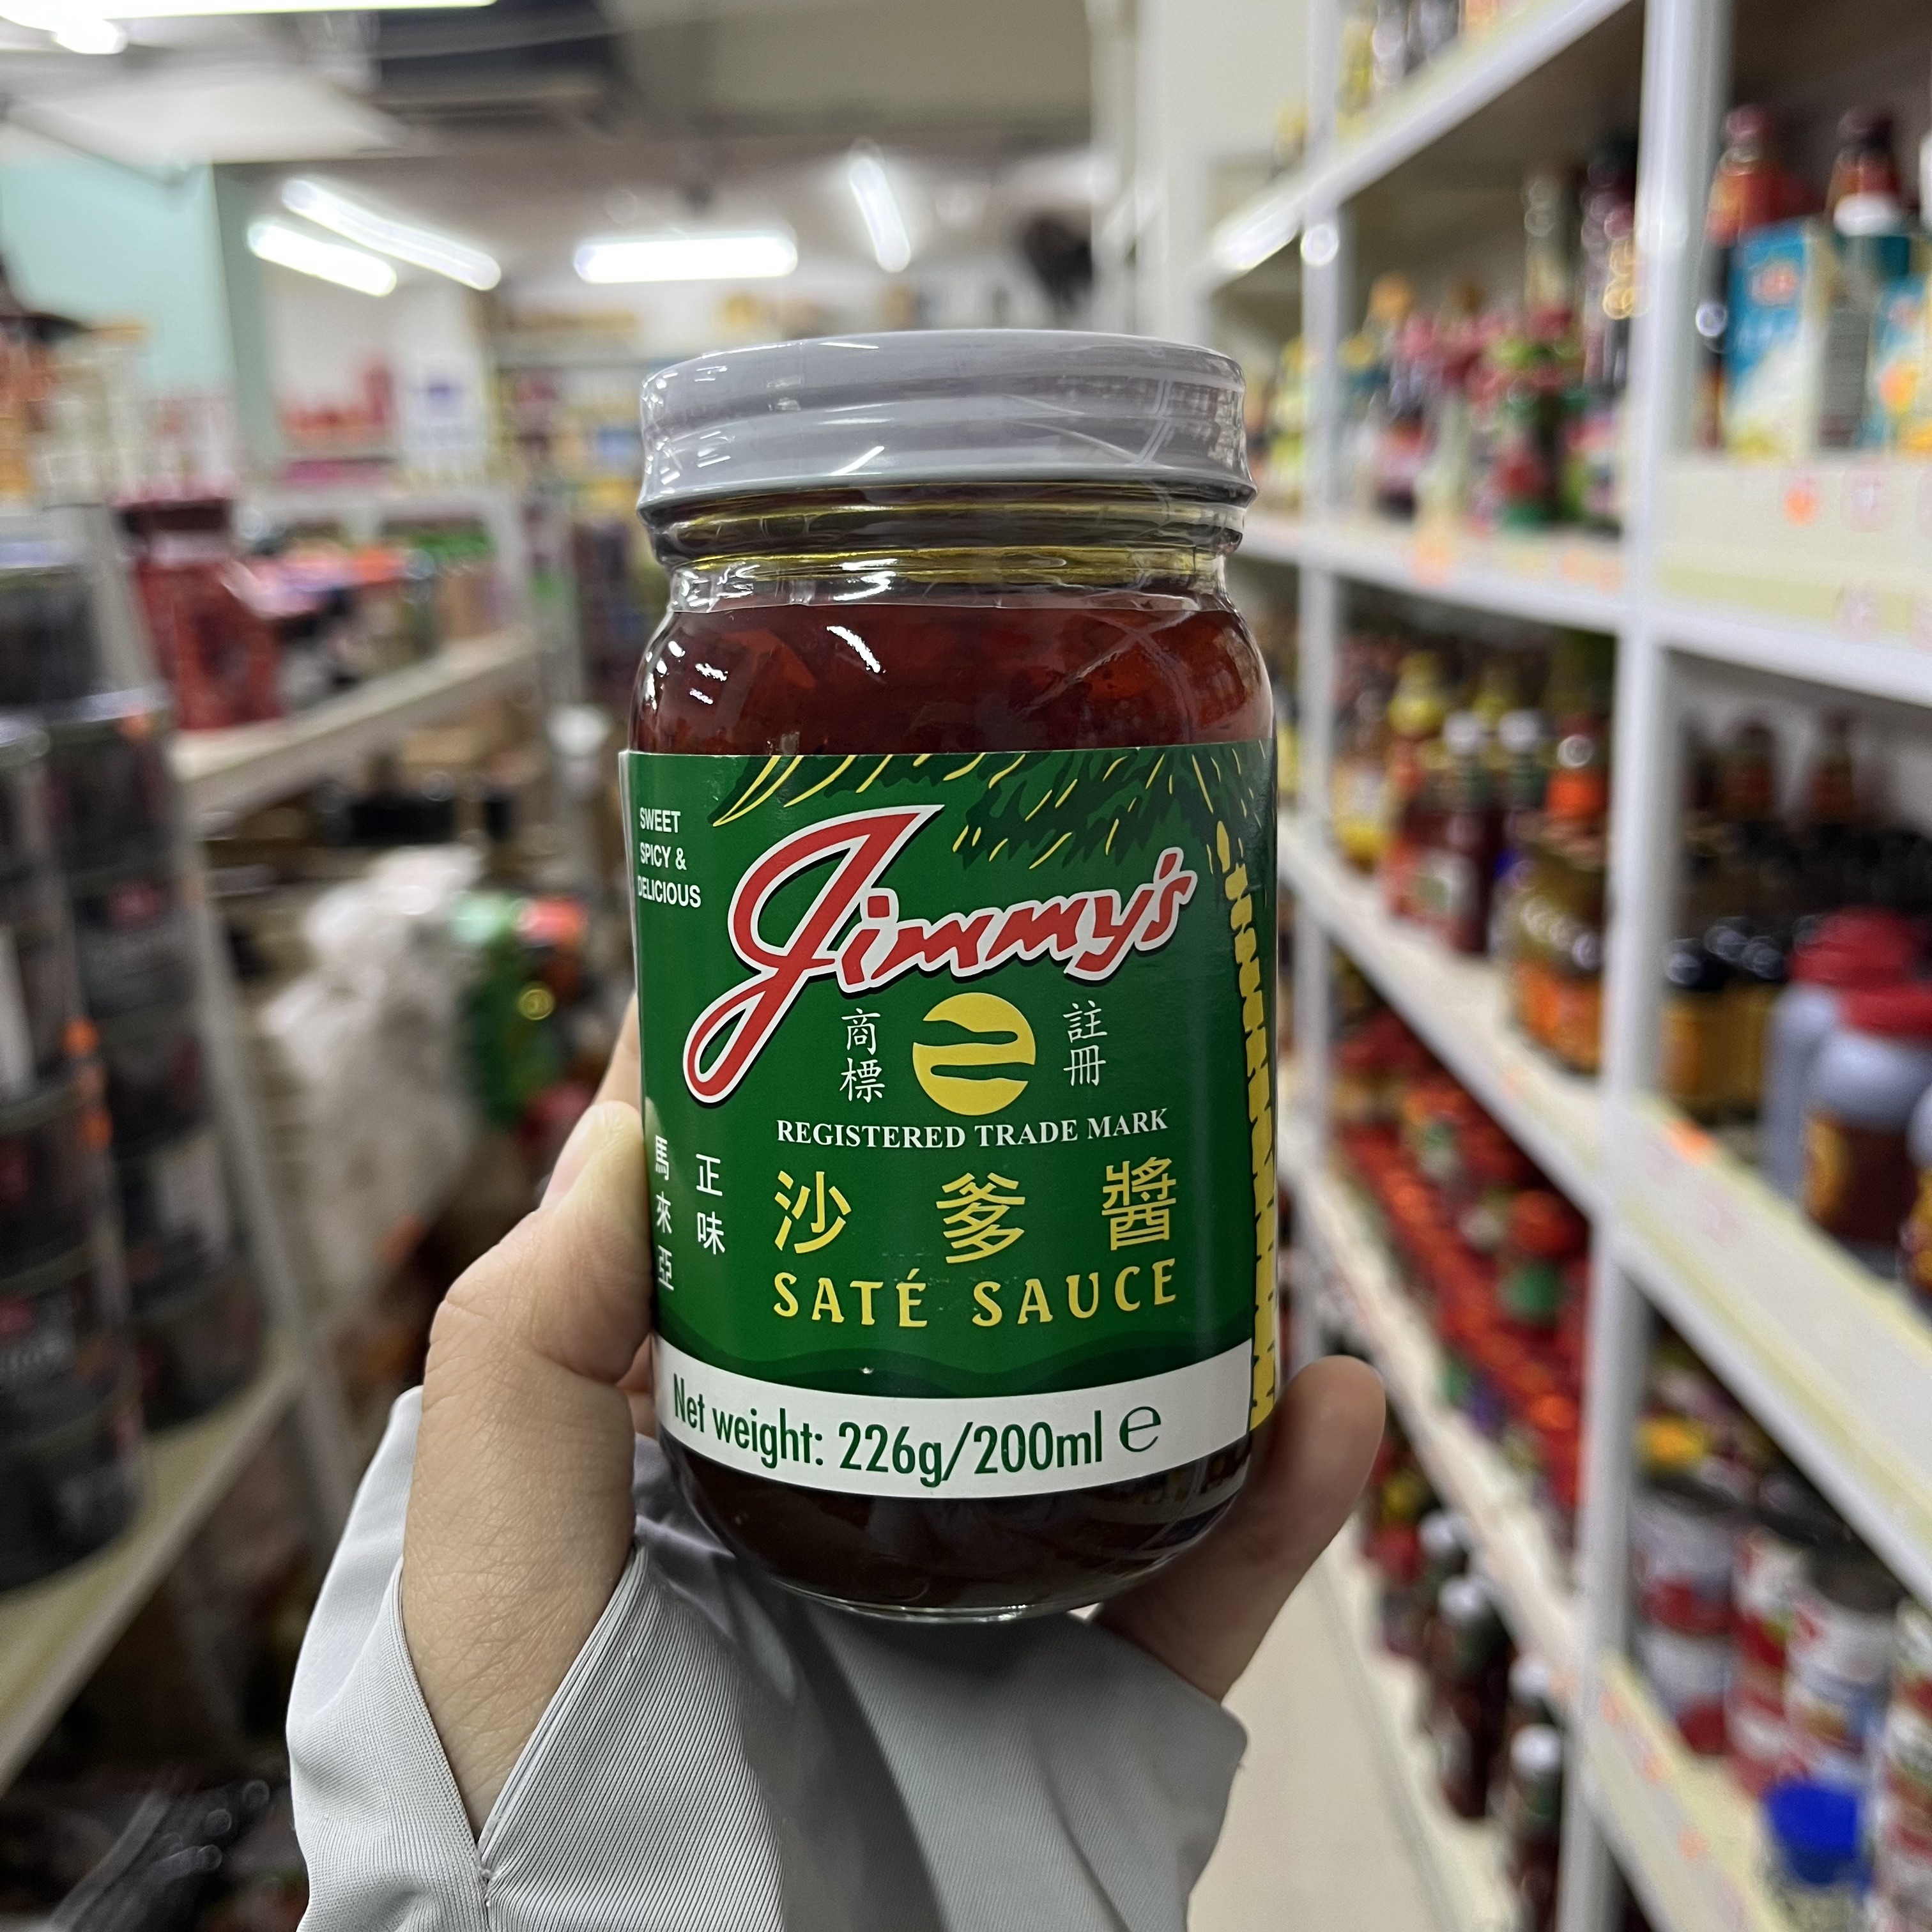 SWEET
SPICY &
DELICIOUS
Jimmy's
商標
註冊
REGISTERED TRADE MARK
正味
馬來亞
沙爹醬
SATÉ SAUCE
Net weight: 226g/200ml ℮